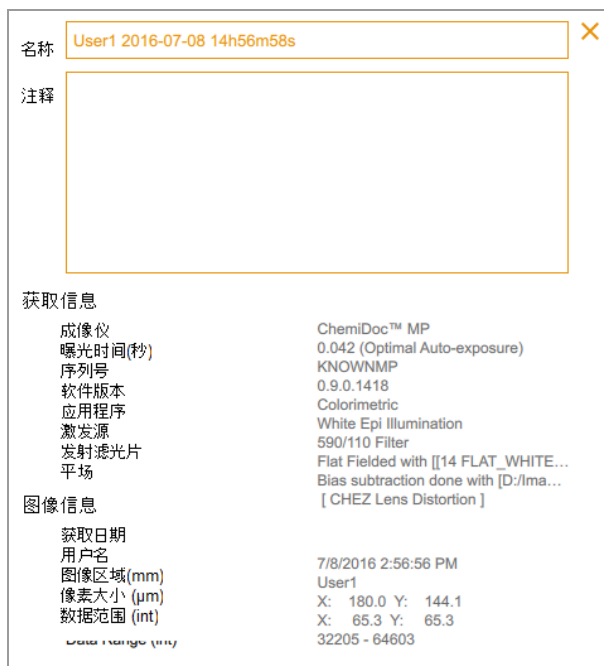 名称 User1 2016-07-08 14h56m58s
注释
获取信息
成像仪 ChemiDoc™ MP
曝光时间(秒) 0.042 (Optimal Auto-exposure)
序列号 KNOWNMP
软件版本 0.9.0.1418
应用程序 Colorimetric
激发源 White Epi Illumination
发射滤光片 590/110 Filter
平场 Flat Fielded with [[14 FLAT_WHITE...
Bias subtraction done with [D:/Ima...
[ CHEZ Lens Distortion ]
图像信息
获取日期 7/8/2016 2:56:56 PM
用户名 User1
图像区域(mm) X: 180.0 Y: 144.1
像素大小 (μm) X: 65.3 Y: 65.3
数据范围 (int) 32205 - 64603
Data Range (int)